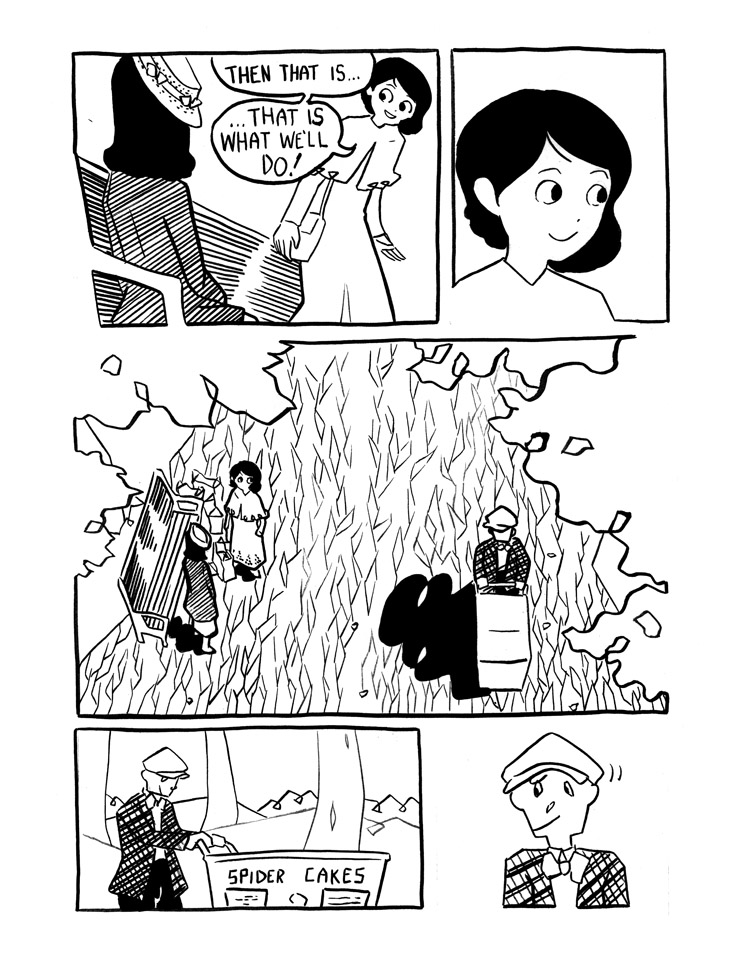 THEN THAT IS...
...THAT IS
WHAT WE'LL
DO!
SPIDER CAKES